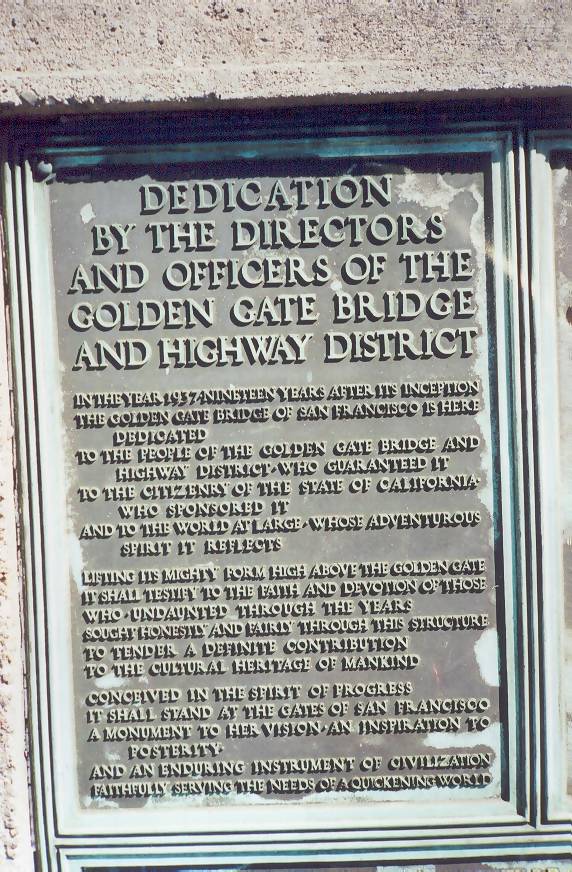 DEDICATION
BY THE DIRECTORS
AND OFFICERS OF THE
GOLDEN GATE BRIDGE
AND HIGHWAY DISTRICT
IN THE YEAR 1937·NINETEEN YEARS AFTER ITS INCEPTION
THE GOLDEN GATE BRIDGE OF SAN FRANCISCO IS HERE
DEDICATED
TO THE PEOPLE OF THE GOLDEN GATE BRIDGE AND
HIGHWAY DISTRICT·WHO GUARANTEED IT
TO THE CITIZENRY OF THE STATE OF CALIFORNIA·
WHO SPONSORED IT
AND TO THE WORLD AT LARGE·WHOSE ADVENTUROUS
SPIRIT IT REFLECTS
LIFTING ITS MIGHTY FORM HIGH ABOVE THE GOLDEN GATE
IT SHALL TESTIFY TO THE FAITH AND DEVOTION OF THOSE
WHO·UNDAUNTED THROUGH THE YEARS
SOUGHT HONESTLY AND FAIRLY THROUGH THIS STRUCTURE
TO TENDER A DEFINITE CONTRIBUTION
TO THE CULTURAL HERITAGE OF MANKIND
CONCEIVED IN THE SPIRIT OF PROGRESS
IT SHALL STAND AT THE GATES OF SAN FRANCISCO
A MONUMENT TO HER VISION·AN INSPIRATION TO
POSTERITY·
AND AN ENDURING INSTRUMENT OF CIVILIZATION
FAITHFULLY SERVING THE NEEDS OF A QUICKENING WORLD